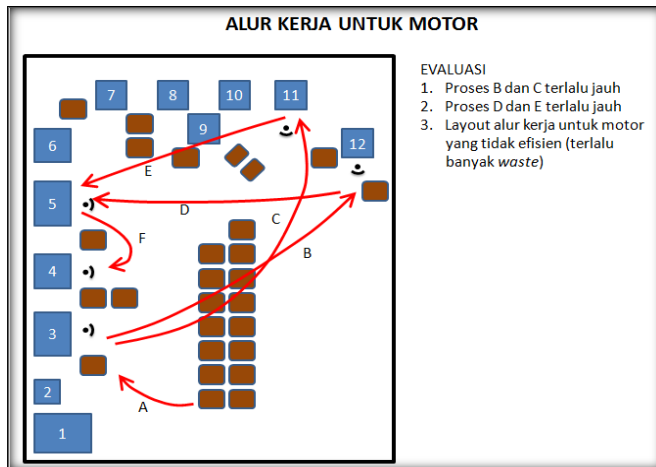 ALUR KERJA UNTUK MOTOR
EVALUASI
1. Proses B dan C terlalu jauh
2. Proses D dan E terlalu jauh
3. Layout alur kerja untuk motor
yang tidak efisien (terlalu
banyak waste)
7
8
10
11
9
12
6
E
5
D
C
F
B
4
3
2
A
1